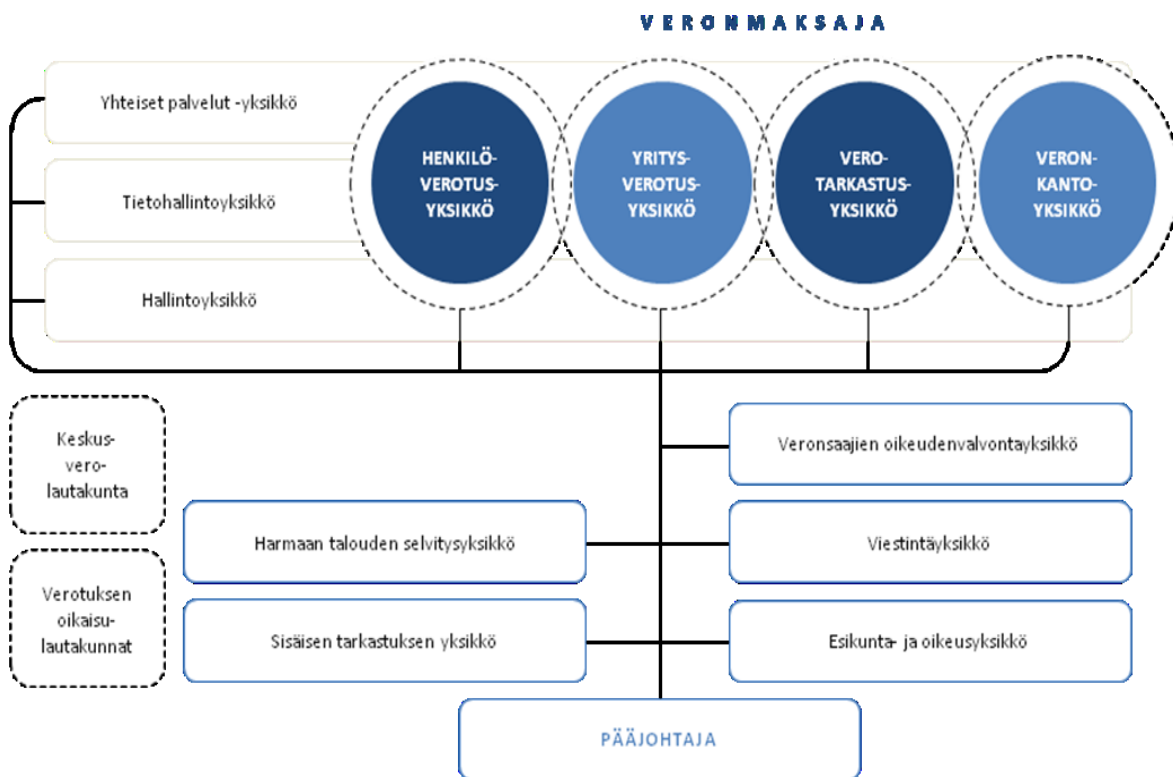 VERONMAKSAJA
Yhteiset palvelut -yksikkö
Tietohallintoyksikkö
Hallintoyksikkö
HENKILÖ-
VEROTUS-
YKSIKKÖ
YRITYS-
VEROTUS-
YKSIKKÖ
VERO-
TARKASTUS-
YKSIKKÖ
VERON-
KANTO-
YKSIKKÖ
Keskus-
vero-
lautakunta
Verotuksen
oikaisu-
lautakunnat
Veronsaajien oikeudenvalvontayksikkö
Harmaan talouden selvitysyksikkö
Viestintäyksikkö
Sisäisen tarkastuksen yksikkö
Esikunta- ja oikeusyksikkö
PÄÄJOHTAJA